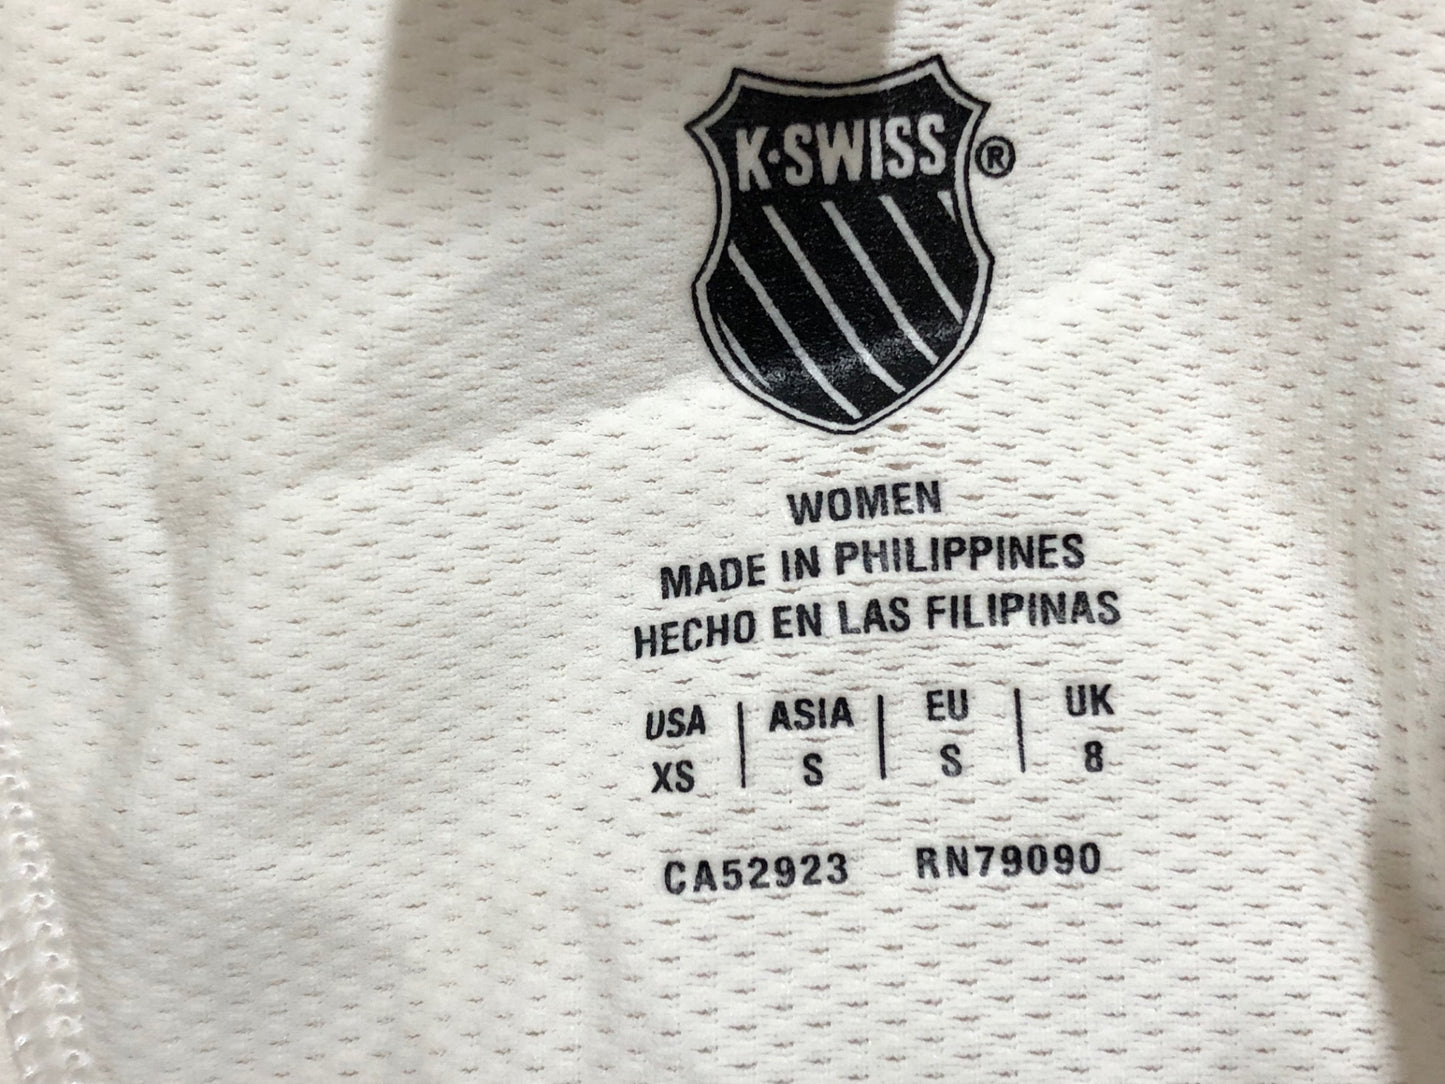 K·SWISS ®
WOMEN
MADE IN PHILIPPINES
HECHO EN LAS FILIPINAS
USA | ASIA | EU | UK
XS | S | S | 8
CA52923 RN79090